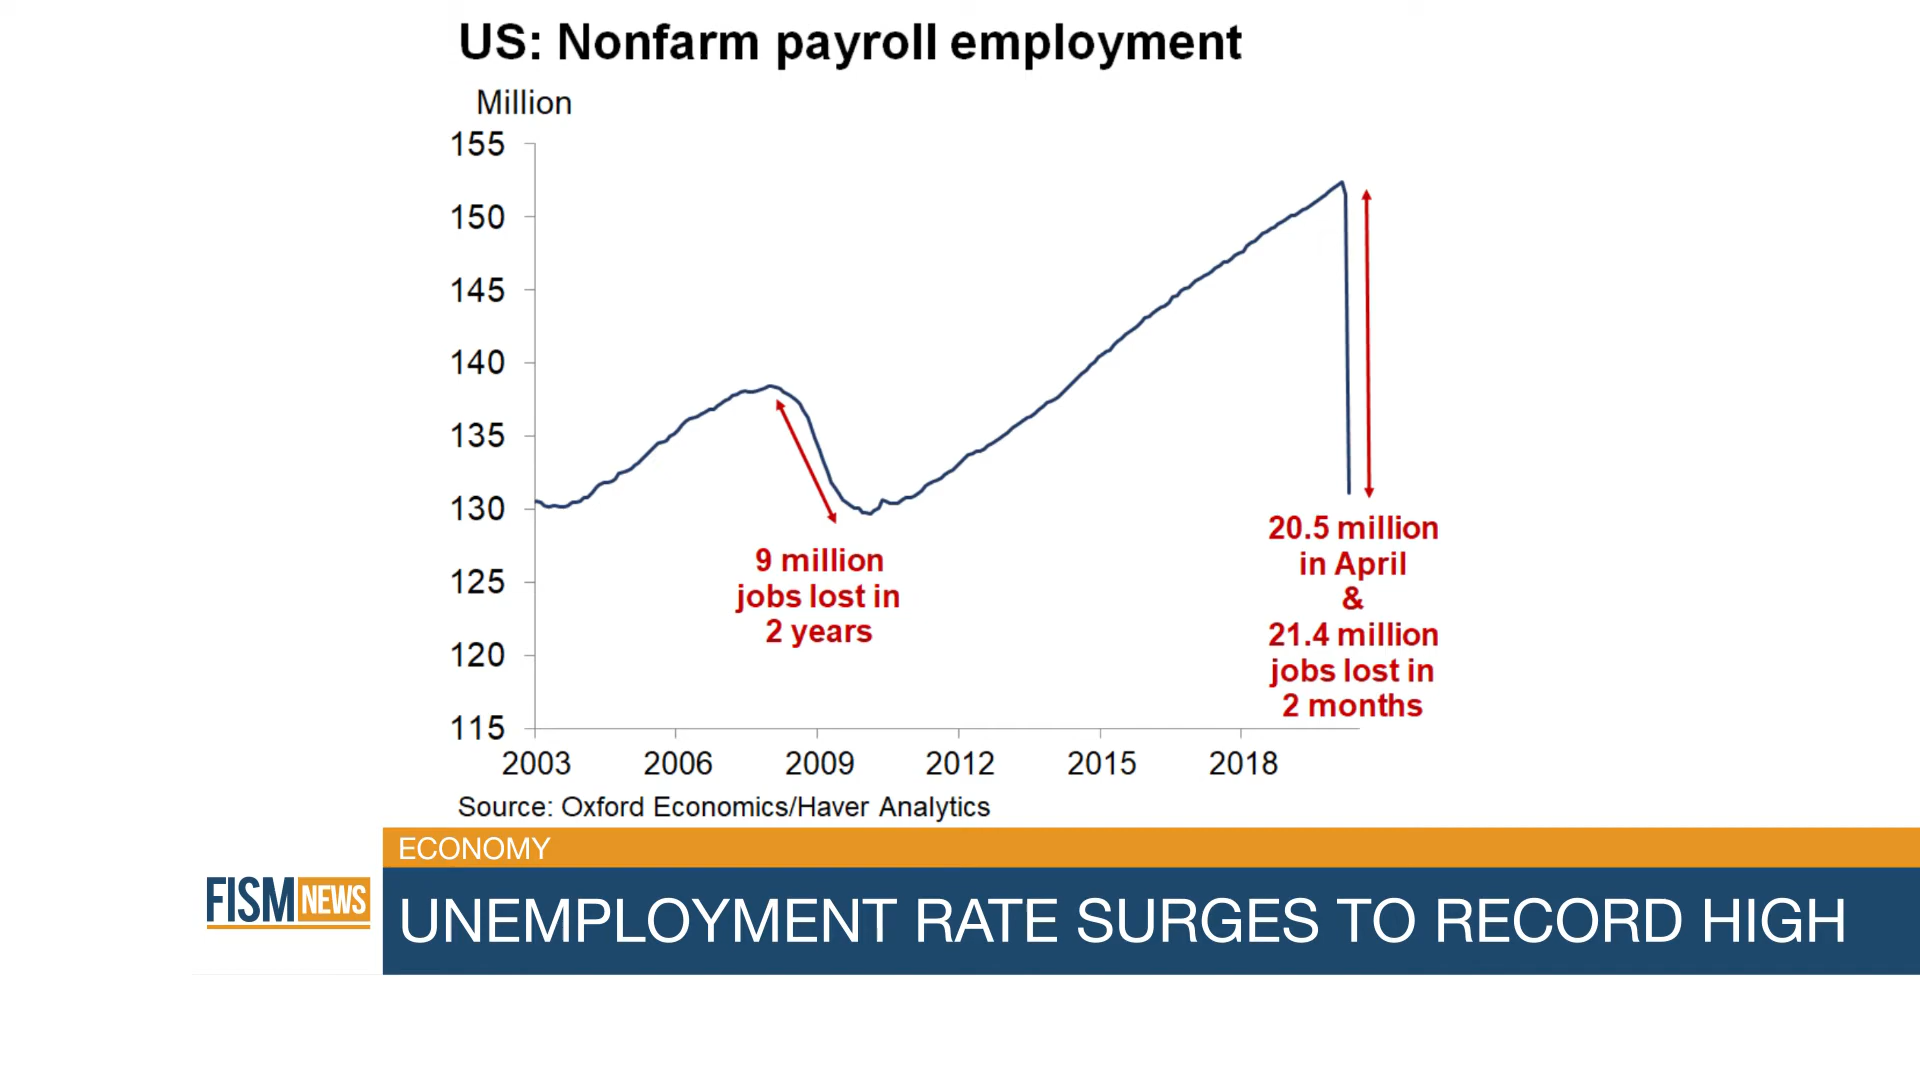 US: Nonfarm payroll employment
Million
155
150
145
140
135
130
125
120
115
2003 2006 2009 2012 2015 2018
9 million
jobs lost in
2 years
20.5 million
in April
&
21.4 million
jobs lost in
2 months
Source: Oxford Economics/Haver Analytics
ECONOMY
FISM NEWS
UNEMPLOYMENT RATE SURGES TO RECORD HIGH